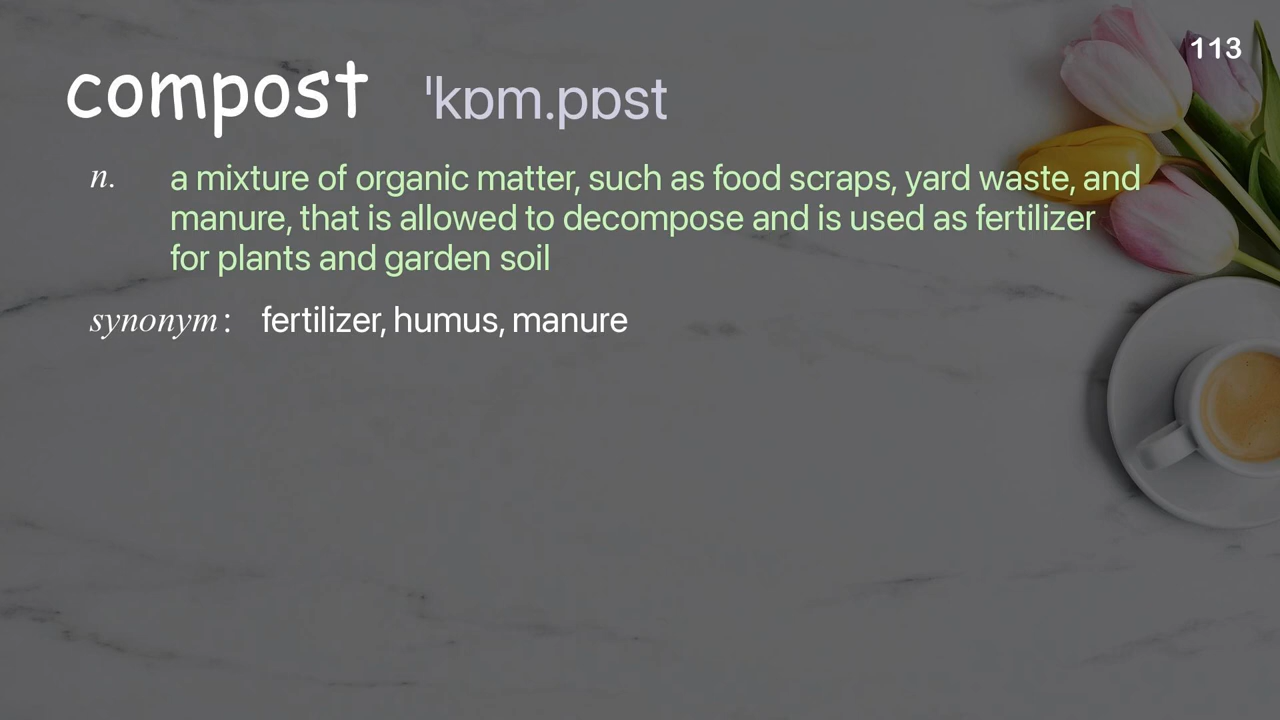 113
compost ˈkɒm.pɒst
n. a mixture of organic matter, such as food scraps, yard waste, and
manure, that is allowed to decompose and is used as fertilizer
for plants and garden soil
synonym : fertilizer, humus, manure